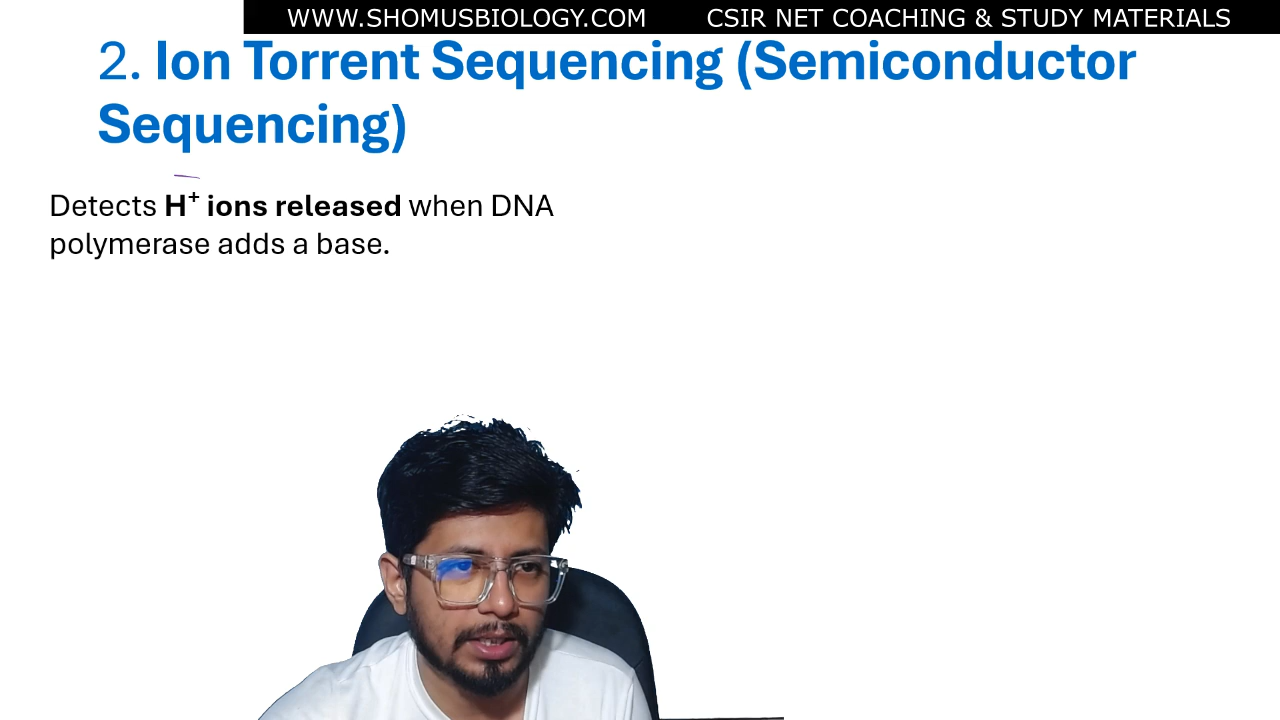 WWW.SHOMUSBIOLOGY.COM CSIR NET COACHING & STUDY MATERIALS
2. Ion Torrent Sequencing (Semiconductor
Sequencing)
Detects H⁺ ions released when DNA
polymerase adds a base.